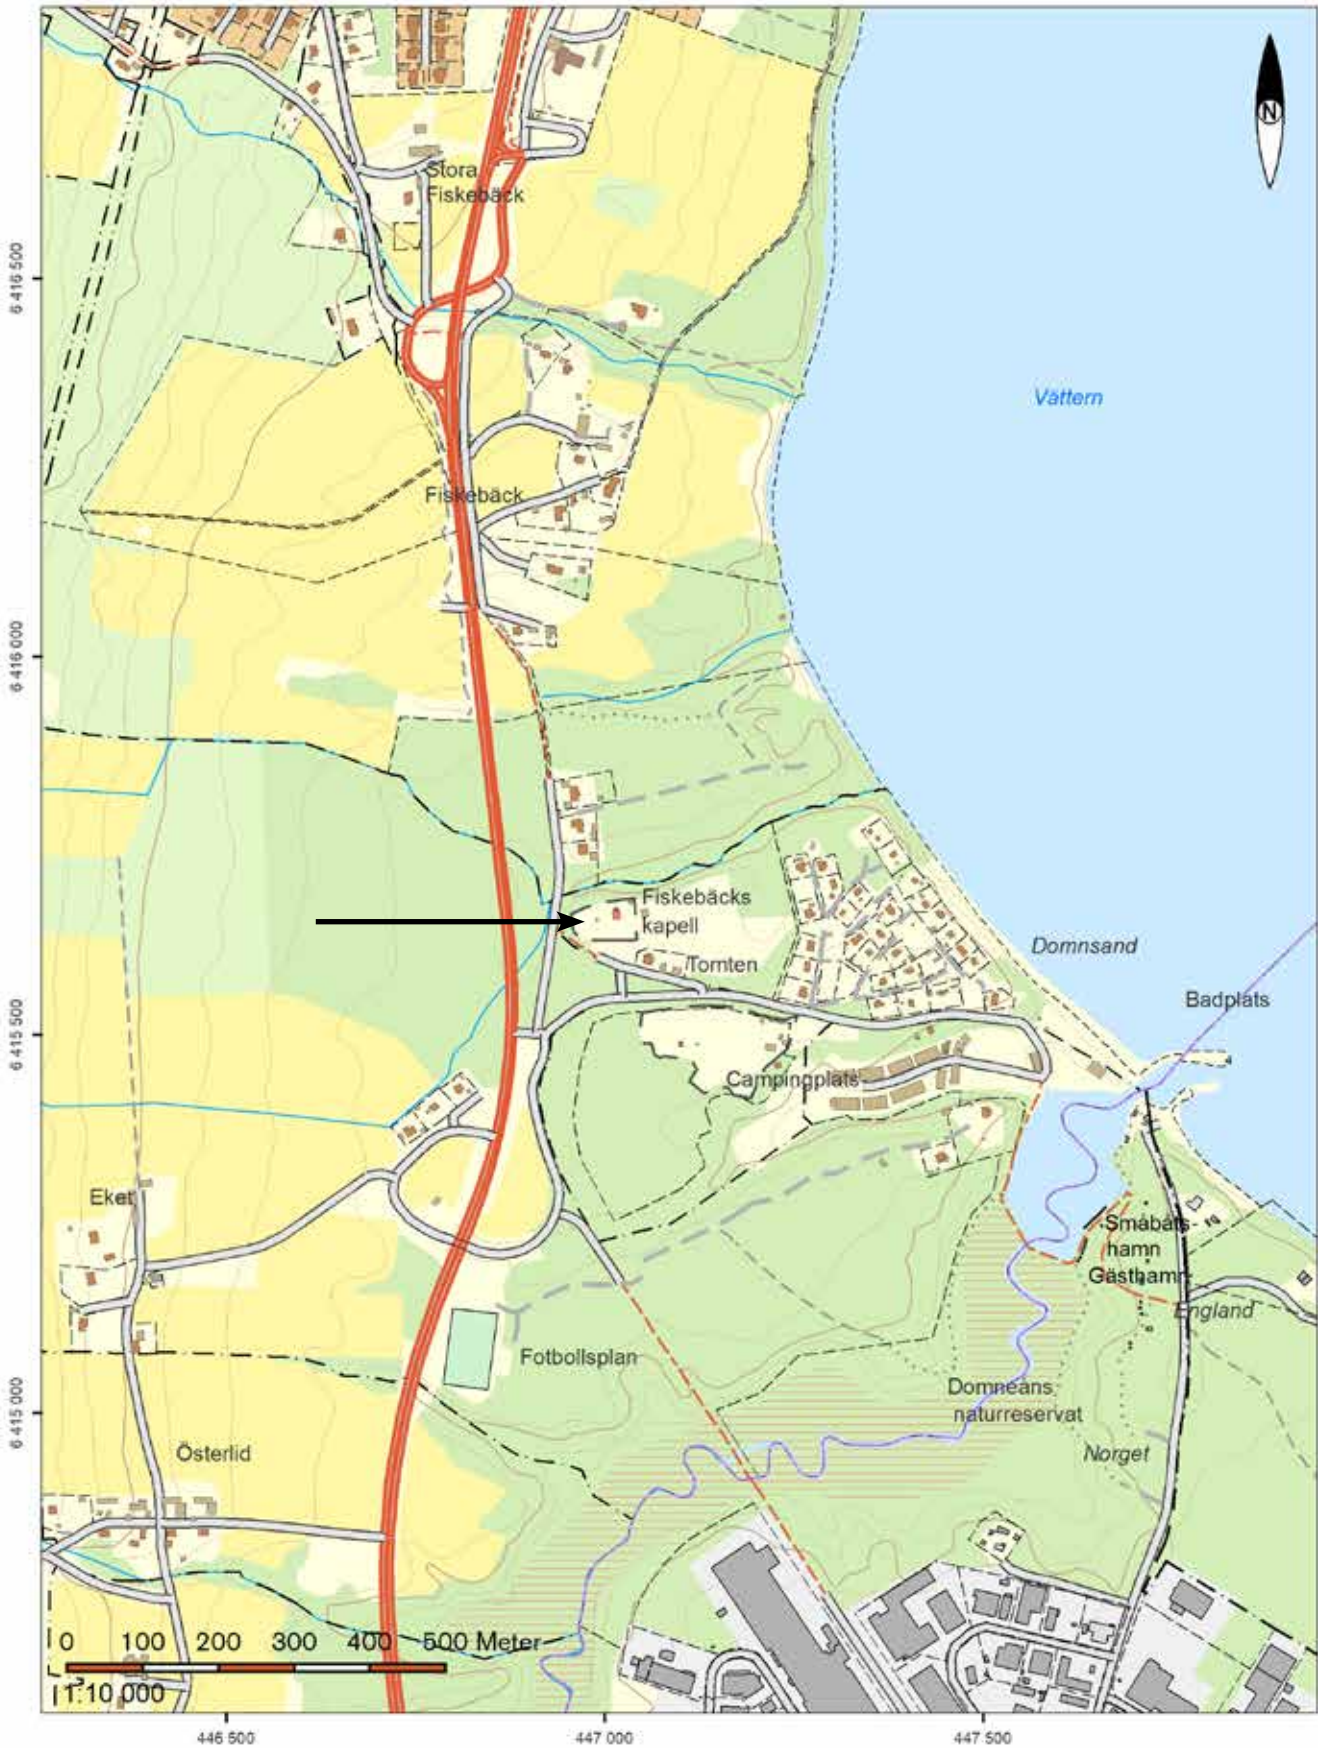 N
Stora
Fiskebäck
6 416 500
Vättern
Fiskebäck
6 416 000
Fiskebäcks
kapell
Domnsand
Tomten
Badplats
6 415 500
Campingplats
Eket
Småbåts-
hamn
Gästhamn
England
Fotbollsplan
Domneåns
naturreservat
6 415 000
Österlid
Norget
0 100 200 300 400 500 Meter
1:10 000
446 500 447 000 447 500